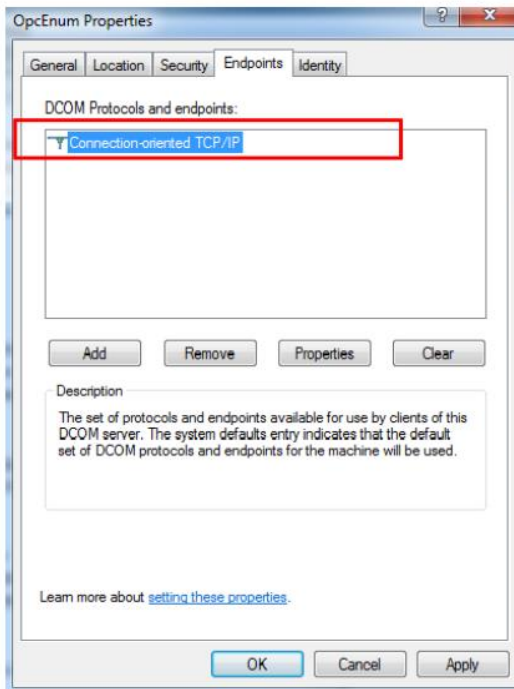 OpcEnum Properties
General Location Security Endpoints Identity
DCOM Protocols and endpoints:
Connection-oriented TCP/IP
Add Remove Properties Clear
Description
The set of protocols and endpoints available for use by clients of this
DCOM server. The system defaults entry indicates that the default
set of DCOM protocols and endpoints for the machine will be used.
Learn more about setting these properties.
OK Cancel Apply